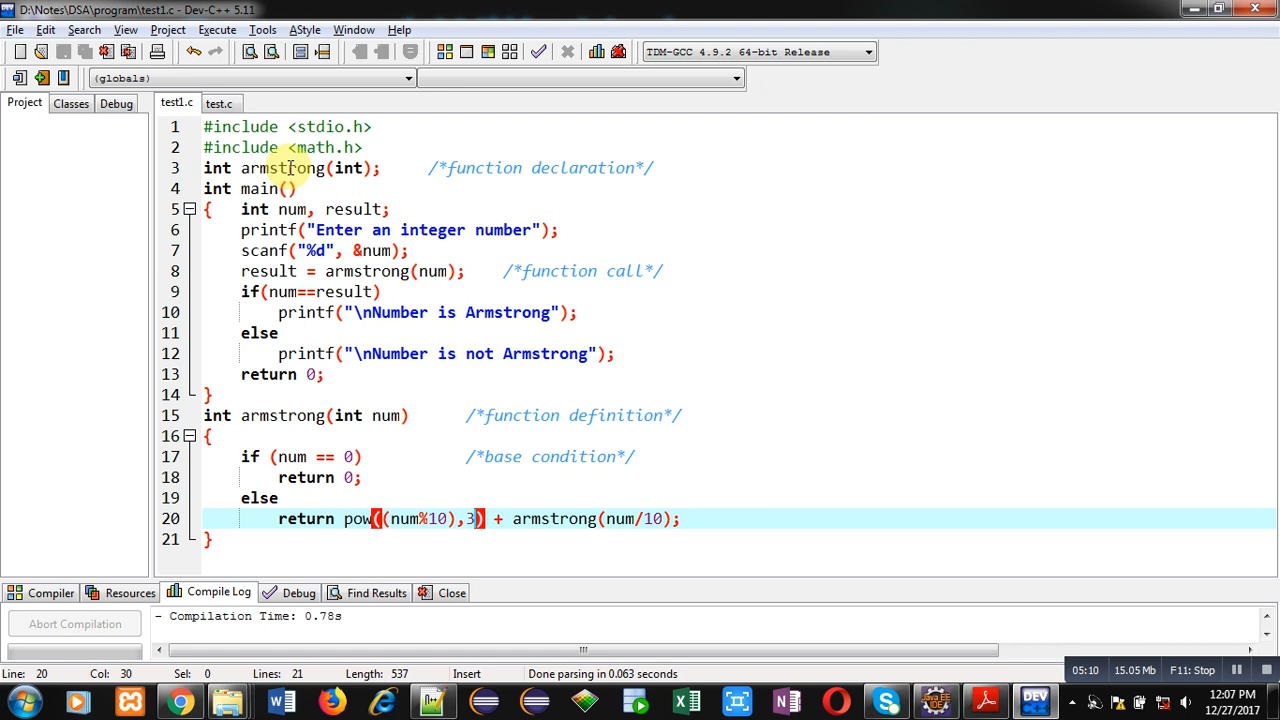 D:\Notes\DSA\program\test1.c - Dev-C++ 5.11
File Edit Search View Project Execute Tools AStyle Window Help
TDM-GCC 4.9.2 64-bit Release
(globals)
Project Classes Debug test1.c test.c
1 #include <stdio.h>
2 #include <math.h>
3 int armstrong(int); /*function declaration*/
4 int main()
5 { int num, result;
6 printf("Enter an integer number");
7 scanf("%d", &num);
8 result = armstrong(num); /*function call*/
9 if(num==result)
10 printf("\nNumber is Armstrong");
11 else
12 printf("\nNumber is not Armstrong");
13 return 0;
14 }
15 int armstrong(int num) /*function definition*/
16 {
17 if (num == 0) /*base condition*/
18 return 0;
19 else
20 return pow((num%10),3) + armstrong(num/10);
21 }
Compiler Resources Compile Log Debug Find Results Close
Abort Compilation
- Compilation Time: 0.78s
Line: 20 Col: 30 Sel: 0 Lines: 21 Length: 537 Insert Done parsing in 0.063 seconds
05:10 15.05 Mb F11: Stop
12:07 PM
12/27/2017
DEV